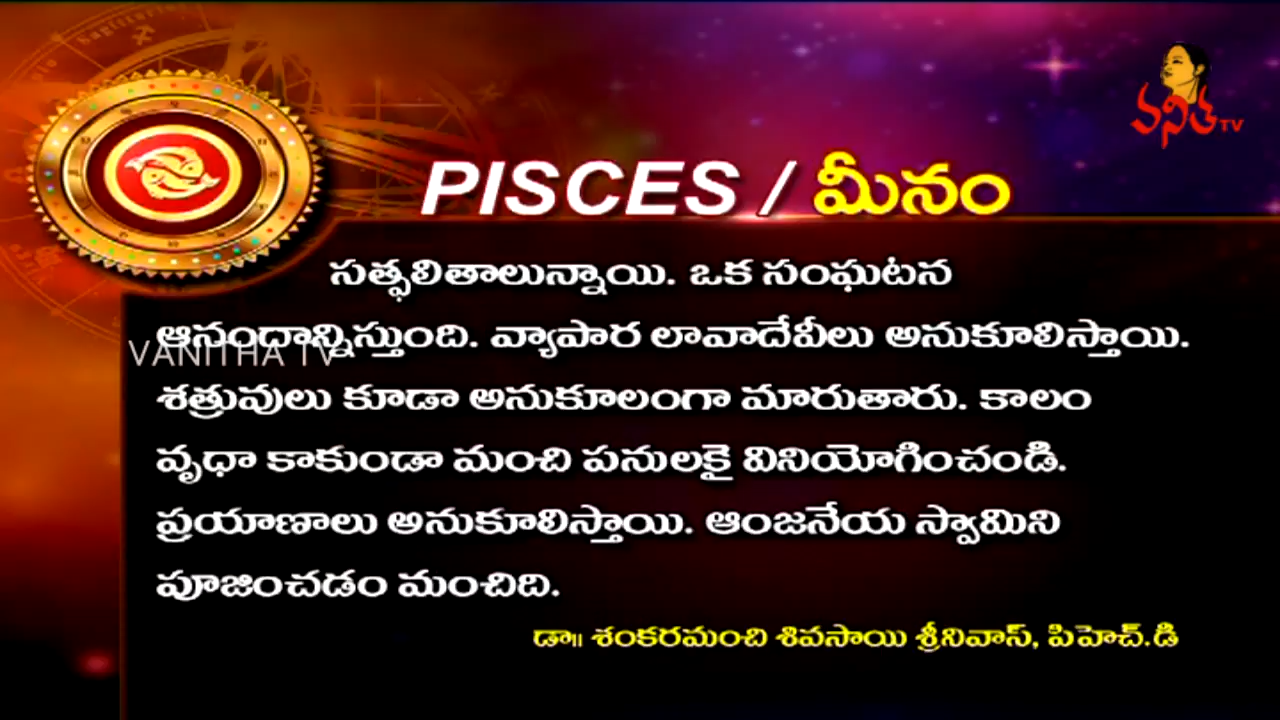 వనిత TV
PISCES / మీనం
సత్ఫలితాలున్నాయి. ఒక సంఘటన
ఆనందాన్నిస్తుంది. వ్యాపార లావాదేవీలు అనుకూలిస్తాయి.
VANITHA TV
శత్రువులు కూడా అనుకూలంగా మారుతారు. కాలం
వృధా కాకుండా మంచి పనులకై వినియోగించండి.
ప్రయాణాలు అనుకూలిస్తాయి. ఆంజనేయ స్వామిని
పూజించడం మంచిది.
డా॥ శంకరమంచి శివసాయి శ్రీనివాస్, పిహెచ్.డి